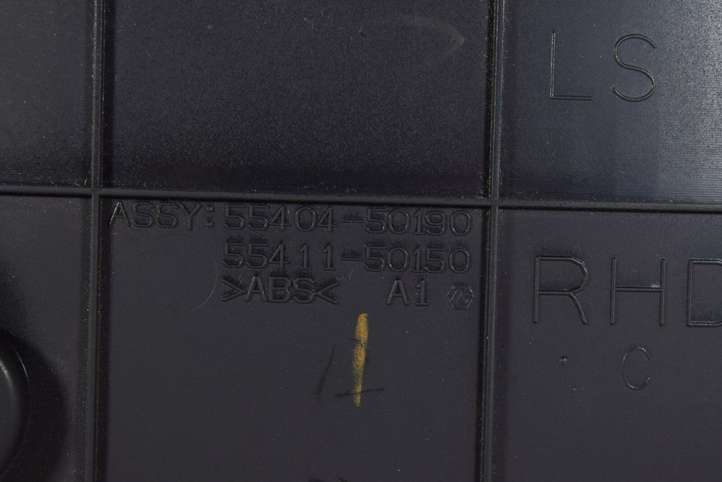 LS
ASSY:55404-50190
55411-50150
>ABS< A1
RHD
C